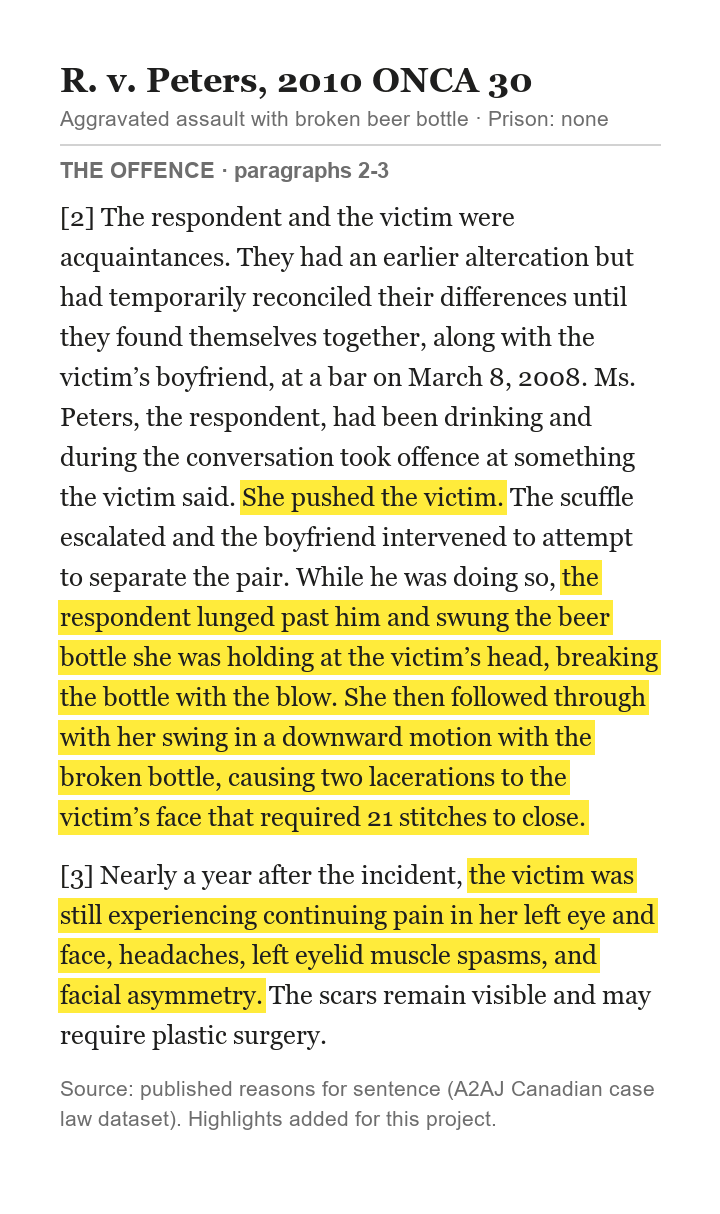 R. v. Peters, 2010 ONCA 30
Aggravated assault with broken beer bottle · Prison: none
THE OFFENCE · paragraphs 2-3
[2] The respondent and the victim were
acquaintances. They had an earlier altercation but
had temporarily reconciled their differences until
they found themselves together, along with the
victim’s boyfriend, at a bar on March 8, 2008. Ms.
Peters, the respondent, had been drinking and
during the conversation took offence at something
the victim said. She pushed the victim. The scuffle
escalated and the boyfriend intervened to attempt
to separate the pair. While he was doing so, the
respondent lunged past him and swung the beer
bottle she was holding at the victim’s head, breaking
the bottle with the blow. She then followed through
with her swing in a downward motion with the
broken bottle, causing two lacerations to the
victim’s face that required 21 stitches to close.
[3] Nearly a year after the incident, the victim was
still experiencing continuing pain in her left eye and
face, headaches, left eyelid muscle spasms, and
facial asymmetry. The scars remain visible and may
require plastic surgery.
Source: published reasons for sentence (A2AJ Canadian case
law dataset). Highlights added for this project.